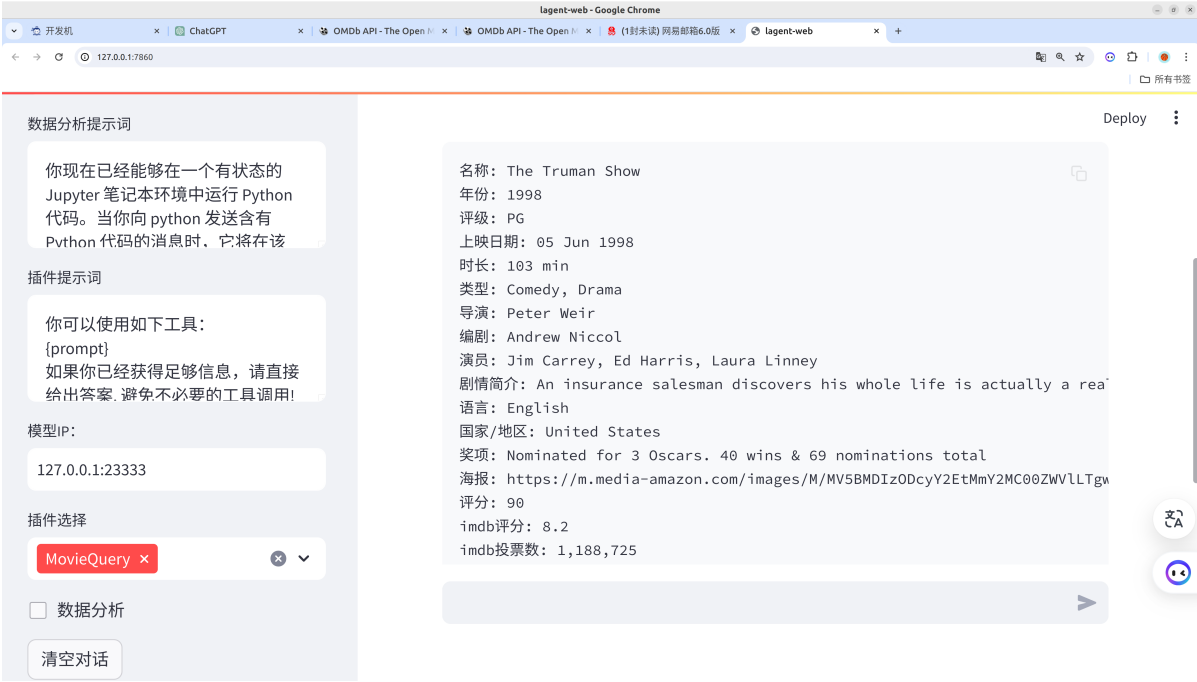 lagent-web - Google Chrome
开发机
ChatGPT
OMDb API - The Open M
OMDb API - The Open M
(1封未读) 网易邮箱6.0版
lagent-web
127.0.0.1:7860
所有书签
Deploy
数据分析提示词
你现在已经能够在一个有状态的
Jupyter 笔记本环境中运行 Python
代码。当你向 python 发送含有
Python 代码的消息时，它将在该
插件提示词
你可以使用如下工具：
{prompt}
如果你已经获得足够信息，请直接
给出答案. 避免不必要的工具调用!
模型IP：
127.0.0.1:23333
插件选择
MovieQuery
数据分析
清空对话
名称: The Truman Show
年份: 1998
评级: PG
上映日期: 05 Jun 1998
时长: 103 min
类型: Comedy, Drama
导演: Peter Weir
编剧: Andrew Niccol
演员: Jim Carrey, Ed Harris, Laura Linney
剧情简介: An insurance salesman discovers his whole life is actually a real
语言: English
国家/地区: United States
奖项: Nominated for 3 Oscars. 40 wins & 69 nominations total
海报: https://m.media-amazon.com/images/M/MV5BMDIzODcyY2EtMmY2MC00ZWVlLTgw
评分: 90
imdb评分: 8.2
imdb投票数: 1,188,725